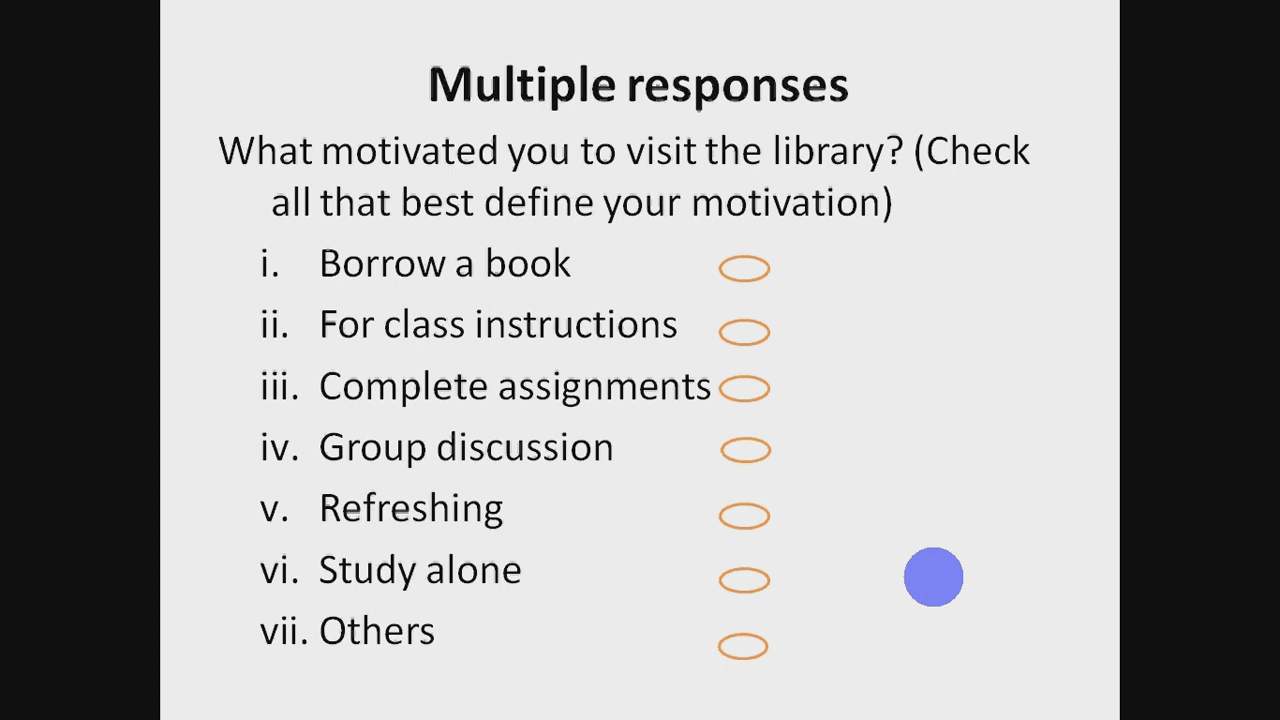 Multiple responses
What motivated you to visit the library? (Check
all that best define your motivation)
i. Borrow a book
ii. For class instructions
iii. Complete assignments
iv. Group discussion
v. Refreshing
vi. Study alone
vii. Others